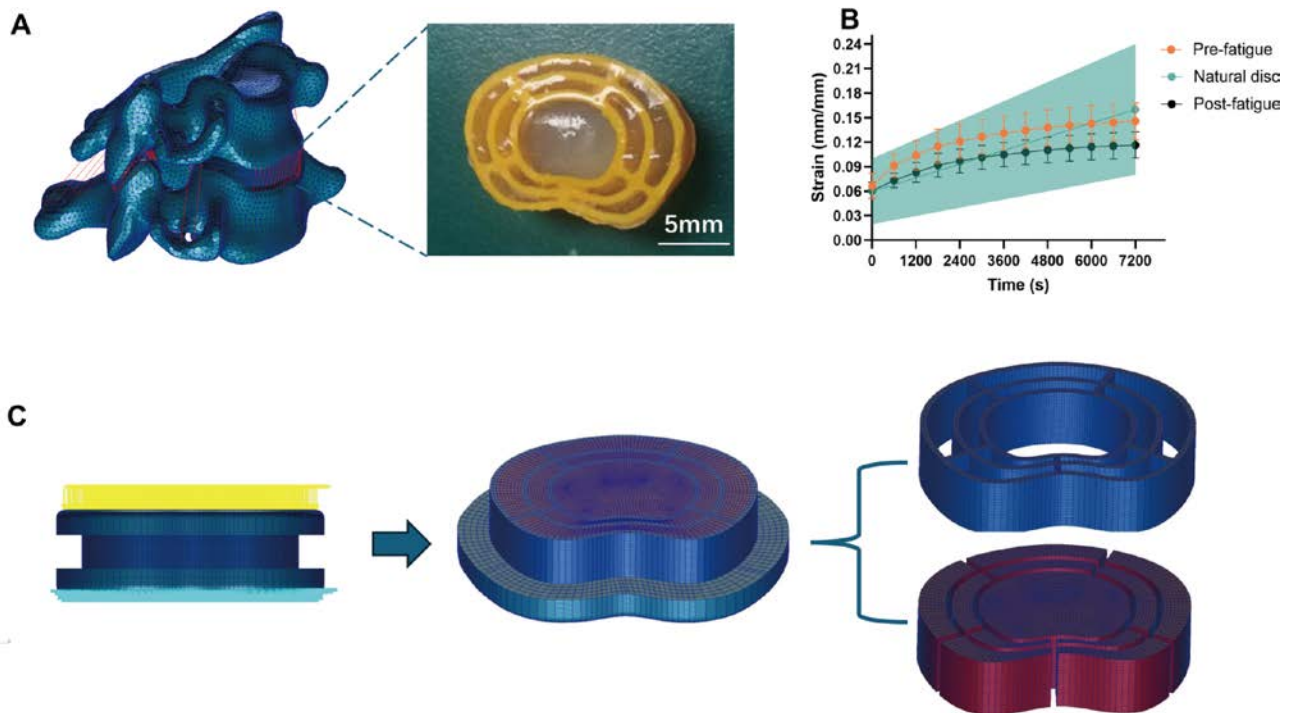 A
5mm
B
0.24
0.21
0.18
0.15
0.12
0.09
0.06
0.03
0.00
Strain (mm/mm)
0 1200 2400 3600 4800 6000 7200
Time (s)
Pre-fatigue
Natural disc
Post-fatigue
C